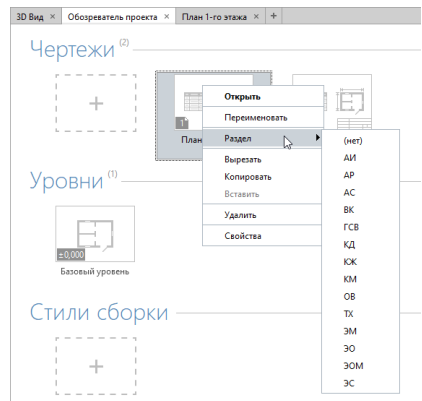 3D Вид × Обозреватель проекта × План 1-го этажа × +
Чертежи (2)
+
1
План
Открыть
Переименовать
Раздел
Вырезать
Копировать
Вставить
Удалить
Свойства
(нет)
АИ
АР
АС
ВК
ГСВ
КД
КЖ
КМ
ОВ
ТХ
ЭМ
ЭО
ЭОМ
ЭС
Уровни (1)
±0,000
Базовый уровень
Стили сборки
+